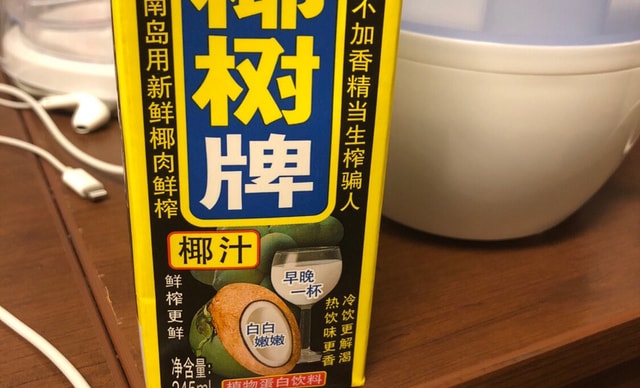 南岛用新鲜椰肉鲜榨
椰树牌
不加香精当生榨骗人
椰汁
鲜榨更鲜
早晚
一杯
白白
嫩嫩
冷饮更解渴
热饮味更香
净含量:
245ml
植物蛋白饮料